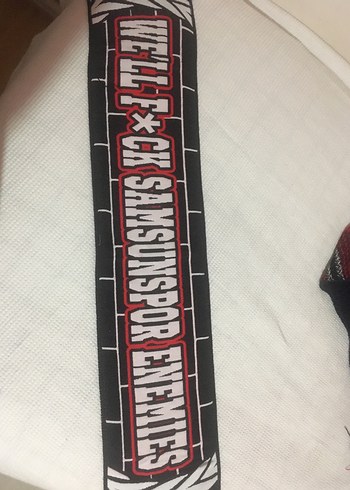 WE'LL F*CK SAMSUNSPOR ENEMIES